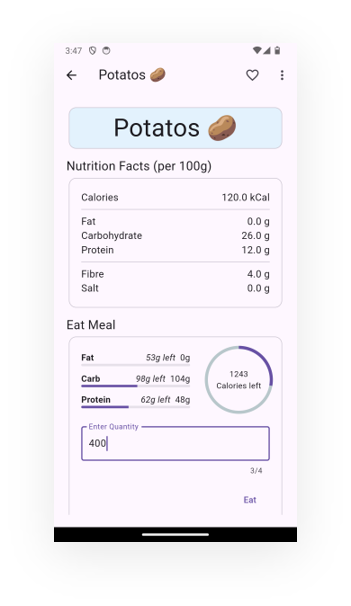 3:47
Potatos 🥔
Potatos 🥔
Nutrition Facts (per 100g)
Calories 120.0 kCal
Fat 0.0 g
Carbohydrate 26.0 g
Protein 12.0 g
Fibre 4.0 g
Salt 0.0 g
Eat Meal
Fat 53g left 0g
Carb 98g left 104g
Protein 62g left 48g
1243
Calories left
Enter Quantity
400
3/4
Eat